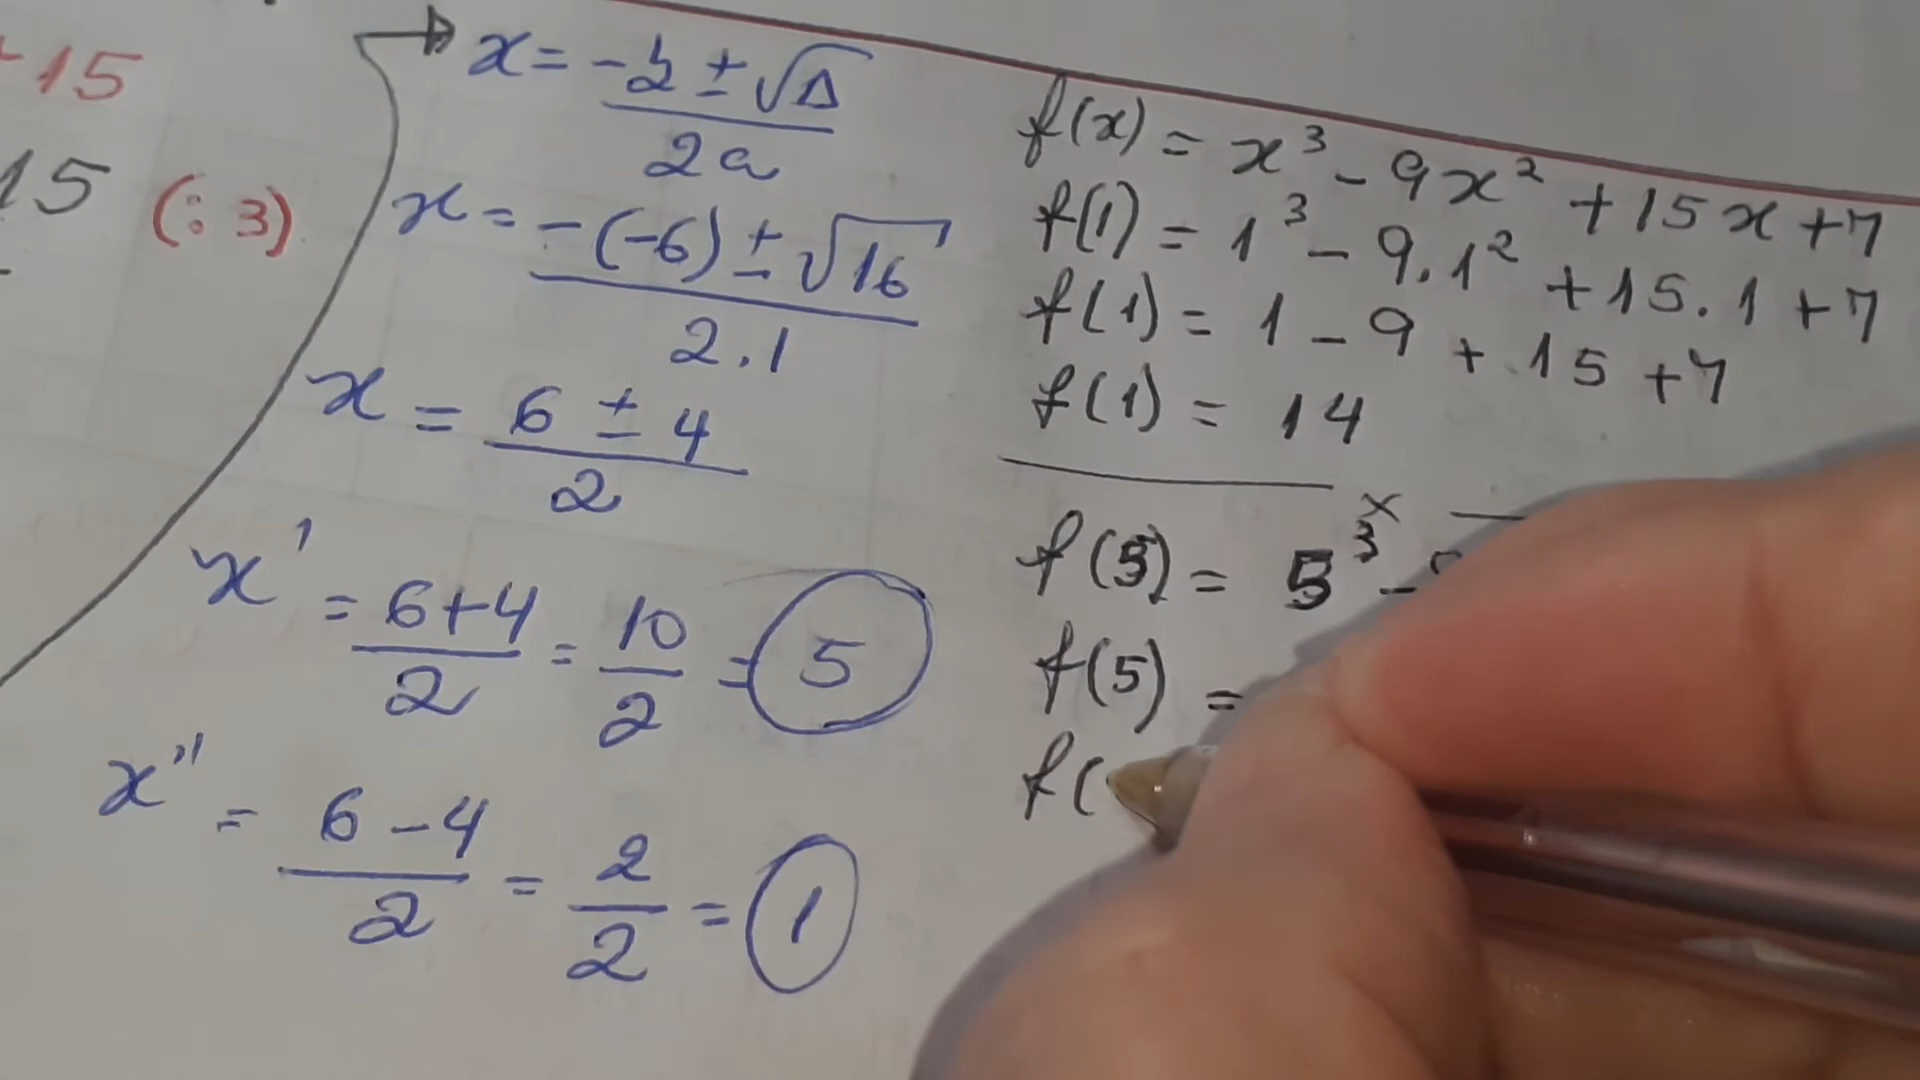 -15
15 (: 3)
x = -b ± √Δ
2a
x = -(-6) ± √16
2.1
x = 6 ± 4
2
x' = 6+4 = 10 = 5
2 2
x'' = 6 - 4 = 2 = 1
2 2
f(x) = x³ - 9x² + 15x + 7
f(1) = 1³ - 9.1² + 15.1 + 7
f(1) = 1 - 9 + 15 + 7
f(1) = 14
x
f(5) = 5³ -
f(5) =
f(